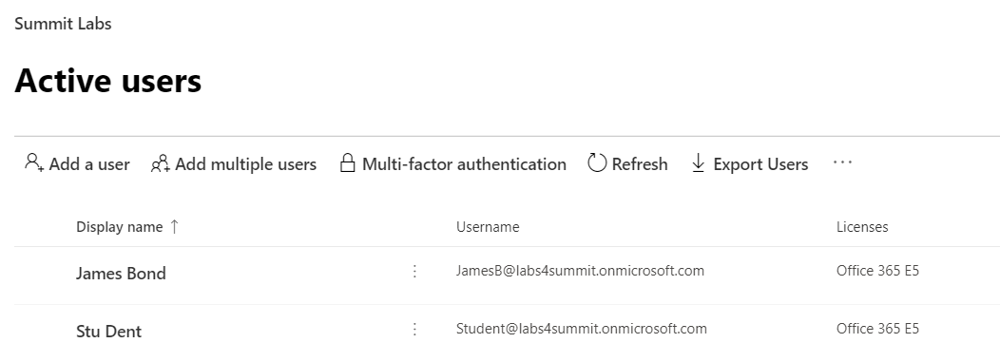 Summit Labs
Active users
Add a user Add multiple users Multi-factor authentication Refresh Export Users ...
Display name ↑ Username Licenses
James Bond JamesB@labs4summit.onmicrosoft.com Office 365 E5
Stu Dent Student@labs4summit.onmicrosoft.com Office 365 E5